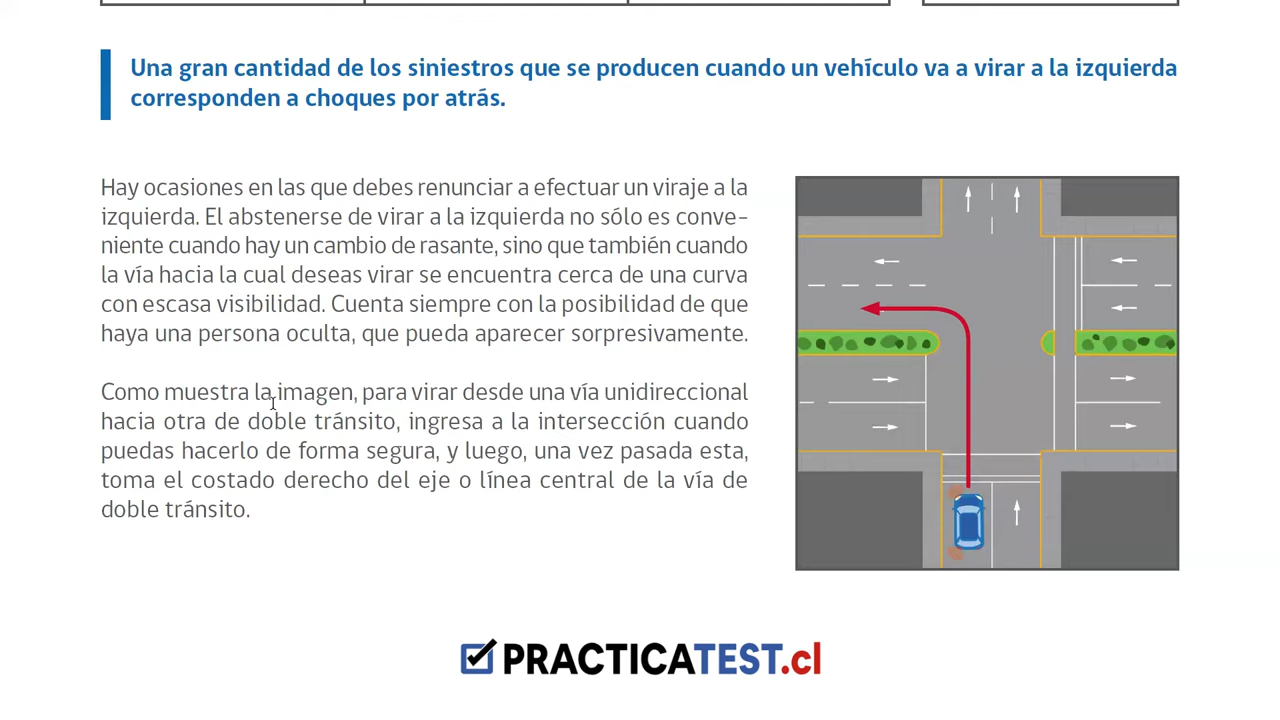 Una gran cantidad de los siniestros que se producen cuando un vehículo va a virar a la izquierda
corresponden a choques por atrás.
Hay ocasiones en las que debes renunciar a efectuar un viraje a la
izquierda. El abstenerse de virar a la izquierda no sólo es conve-
niente cuando hay un cambio de rasante, sino que también cuando
la vía hacia la cual deseas virar se encuentra cerca de una curva
con escasa visibilidad. Cuenta siempre con la posibilidad de que
haya una persona oculta, que pueda aparecer sorpresivamente.
Como muestra la imagen, para virar desde una vía unidireccional
hacia otra de doble tránsito, ingresa a la intersección cuando
puedas hacerlo de forma segura, y luego, una vez pasada esta,
toma el costado derecho del eje o línea central de la vía de
doble tránsito.
PRACTICATEST.cl